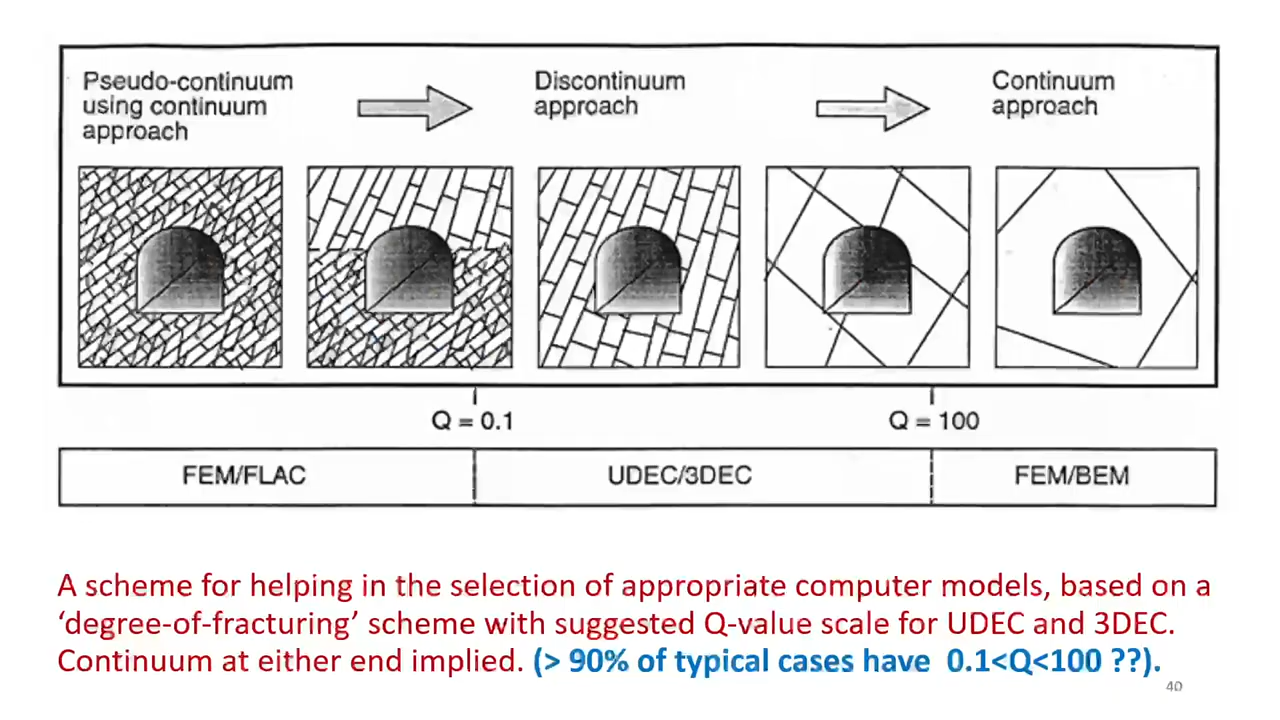 Pseudo-continuum
using continuum
approach
Discontinuum
approach
Continuum
approach
Q = 0.1
Q = 100
FEM/FLAC
UDEC/3DEC
FEM/BEM
A scheme for helping in the selection of appropriate computer models, based on a
‘degree-of-fracturing’ scheme with suggested Q-value scale for UDEC and 3DEC.
Continuum at either end implied. (> 90% of typical cases have 0.1<Q<100 ??).
40